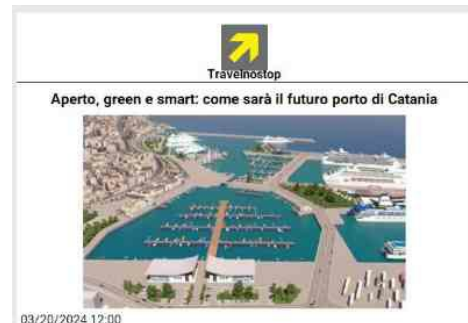 Travelnostop
Aperto, green e smart: come sarà il futuro porto di Catania
03/20/2024 12:00